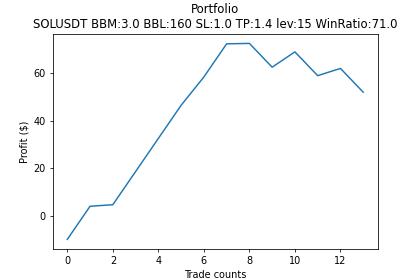 Portfolio
SOLUSDT BBM:3.0 BBL:160 SL:1.0 TP:1.4 lev:15 WinRatio:71.0
60
40
20
0
Profit ($)
0 2 4 6 8 10 12
Trade counts